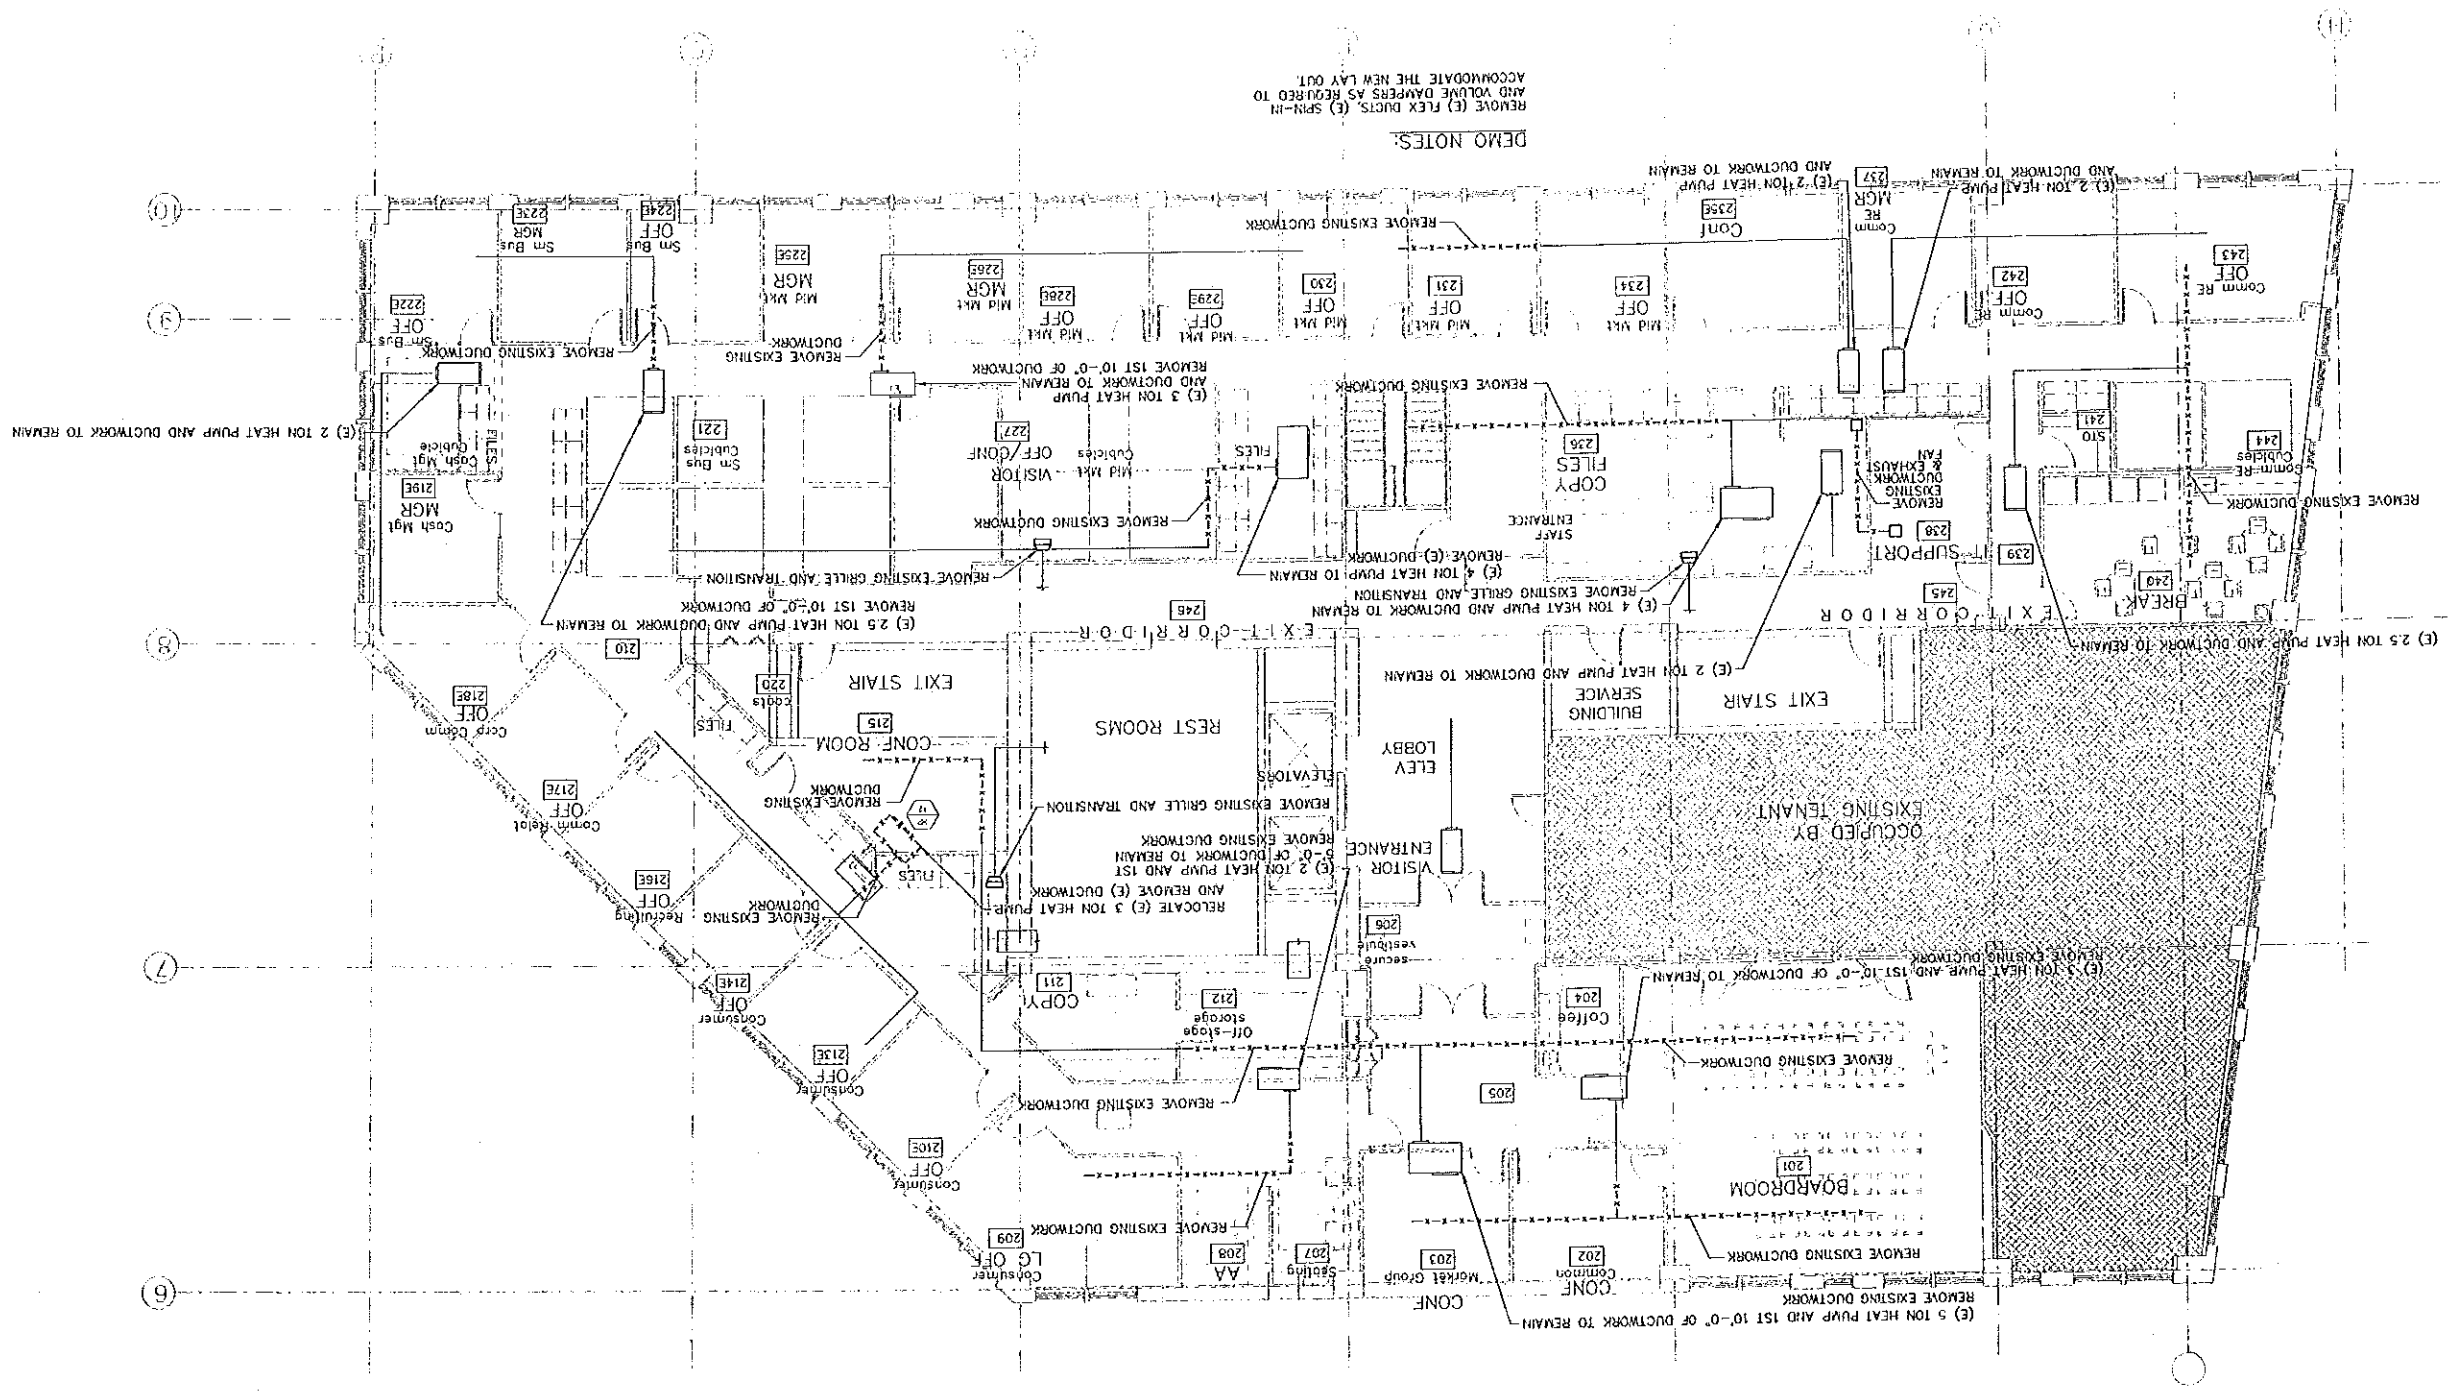 (E) 5 TON HEAT PUMP AND 1ST 10'-0" OF DUCTWORK TO REMAIN
REMOVE EXISTING DUCTWORK
6
REMOVE EXISTING DUCTWORK
CONF
Common
202
CONF
Market Group
203
Seating
207
AA
208
Consumer
LG OFF
209
REMOVE EXISTING DUCTWORK
BOARDROOM
201
Consumer
OFF
210E
205
REMOVE EXISTING DUCTWORK
REMOVE EXISTING DUCTWORK
Consumer
OFF
213E
Coffee
204
Off-stage
storage
212
COPY
211
Consumer
OFF
214E
(E) 3 TON HEAT PUMP AND 1ST 10'-0" OF DUCTWORK TO REMAIN
REMOVE EXISTING DUCTWORK
7
secure
vestibule
206
RELOCATE (E) 3 TON HEAT PUMP
AND REMOVE (E) DUCTWORK
REMOVE EXISTING
DUCTWORK
Recruiting
OFF
216E
VISITOR
ENTRANCE
(E) 2 TON HEAT PUMP AND 1ST
5'-0" OF DUCTWORK TO REMAIN
REMOVE EXISTING DUCTWORK
FILES
OCCUPIED BY
EXISTING TENANT
REMOVE EXISTING GRILLE AND TRANSITION
REMOVE EXISTING
DUCTWORK
Comm Relat
OFF
217E
ELEV
LOBBY
ELEVATORS
REST ROOMS
CONF ROOM
215
FILES
Corp Comm
OFF
218E
EXIT STAIR
BUILDING
SERVICE
EXIT STAIR
coats
220
(E) 2 TON HEAT PUMP AND DUCTWORK TO REMAIN
210
8
(E) 2.5 TON HEAT PUMP AND DUCTWORK TO REMAIN
EXIT CORRIDOR
245
EXIT CORRIDOR
246
(E) 2.5 TON HEAT PUMP AND DUCTWORK TO REMAIN
REMOVE 1ST 10'-0" OF DUCTWORK
BREAK
240
(E) 4 TON HEAT PUMP AND DUCTWORK TO REMAIN
REMOVE EXISTING GRILLE AND TRANSITION
(E) 4 TON HEAT PUMP TO REMAIN
REMOVE (E) DUCTWORK
REMOVE EXISTING GRILLE AND TRANSITION
239
IT SUPPORT
238
STAFF
ENTRANCE
REMOVE EXISTING DUCTWORK
REMOVE EXISTING DUCTWORK
REMOVE
EXISTING
DUCTWORK
& EXHAUST
FAN
Cash Mgt
MGR
219E
Comm RE
Cubicles
244
STO
241
COPY
FILES
236
FILES
Mid Mkt
Cubicles
VISITOR
OFF/CONF
227
Sm Bus
Cubicles
221
Cash Mgt
Cubicle
FILES
(E) 2 TON HEAT PUMP AND DUCTWORK TO REMAIN
REMOVE EXISTING DUCTWORK
(E) 3 TON HEAT PUMP
AND DUCTWORK TO REMAIN
REMOVE 1ST 10'-0" OF DUCTWORK
REMOVE EXISTING
DUCTWORK
REMOVE EXISTING DUCTWORK
Sm Bus
OFF
222E
9
Comm RE
OFF
243
Comm RE
OFF
242
Mid Mkt
OFF
234
Mid Mkt
OFF
231
Mid Mkt
OFF
230
Mid Mkt
OFF
229E
Mid Mkt
OFF
228E
Mid Mkt
MGR
226E
Mid Mkt
MGR
225E
Sm Bus
OFF
224E
Sm Bus
MGR
223E
Comm
RE
MGR
237
Conf
235E
REMOVE EXISTING DUCTWORK
10
(E) 2 TON HEAT PUMP
AND DUCTWORK TO REMAIN
(E) 2 TON HEAT PUMP
AND DUCTWORK TO REMAIN
DEMO NOTES:
REMOVE (E) FLEX DUCTS, (E) SPIN-IN
AND VOLUME DAMPERS AS REQUIRED TO
ACCOMMODATE THE NEW LAY OUT.
H